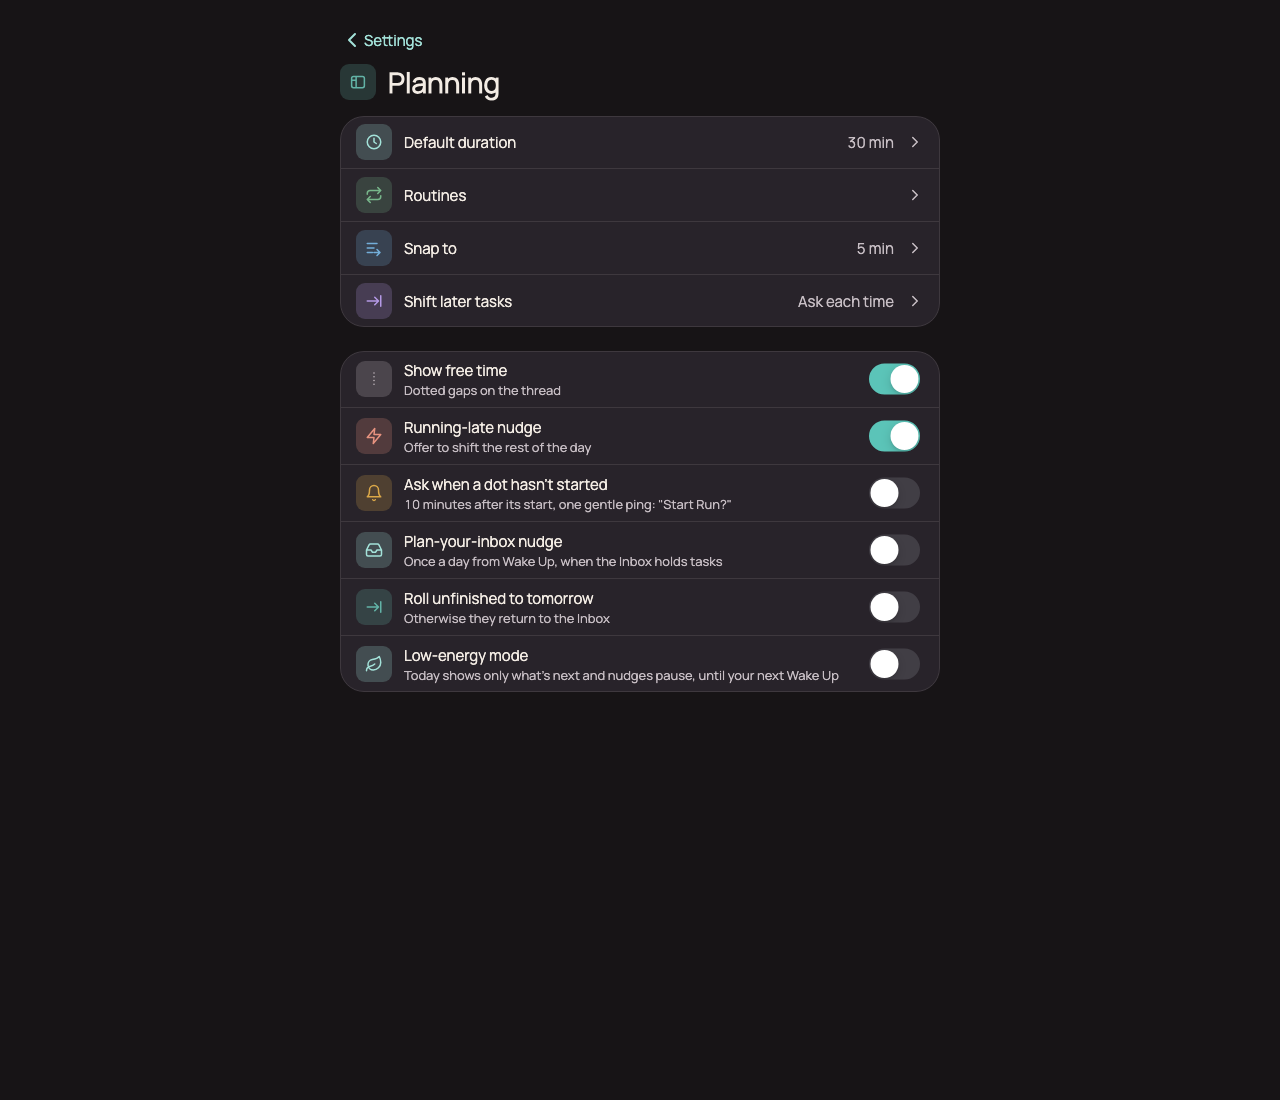 Settings
Planning
Default duration
30 min
Routines
Snap to
5 min
Shift later tasks
Ask each time
Show free time
Dotted gaps on the thread
Running-late nudge
Offer to shift the rest of the day
Ask when a dot hasn't started
10 minutes after its start, one gentle ping: "Start Run?"
Plan-your-inbox nudge
Once a day from Wake Up, when the Inbox holds tasks
Roll unfinished to tomorrow
Otherwise they return to the Inbox
Low-energy mode
Today shows only what's next and nudges pause, until your next Wake Up